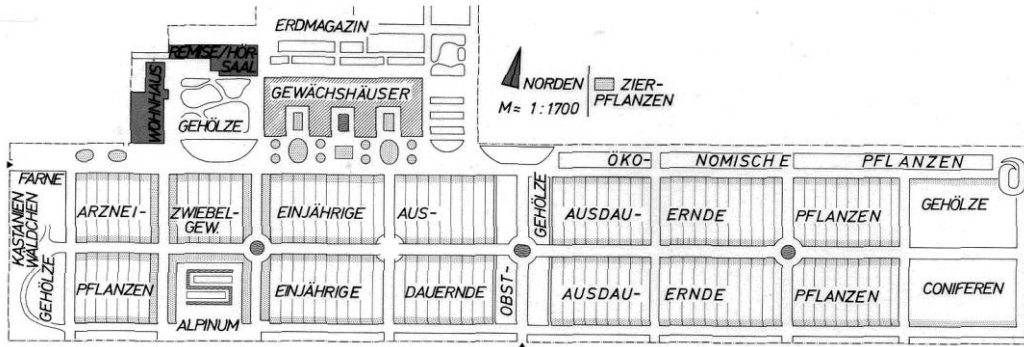 ERDMAGAZIN
REMISE/HÖR-
SAAL
WOHNHAUS
GEHÖLZE
GEWÄCHSHÄUSER
NORDEN
M= 1:1700
ZIER-
PFLANZEN
ÖKO- NOMISCHE PFLANZEN
FARNE
KASTANIEN
WÄLDCHEN
GEHÖLZE
ARZNEI-
ZWIEBEL-
GEW.
EINJÄHRIGE
AUS-
GEHÖLZE
AUSDAU-
ERNDE
PFLANZEN
GEHÖLZE
PFLANZEN
ALPINUM
EINJÄHRIGE
DAUERNDE
OBST-
AUSDAU-
ERNDE
PFLANZEN
CONIFEREN